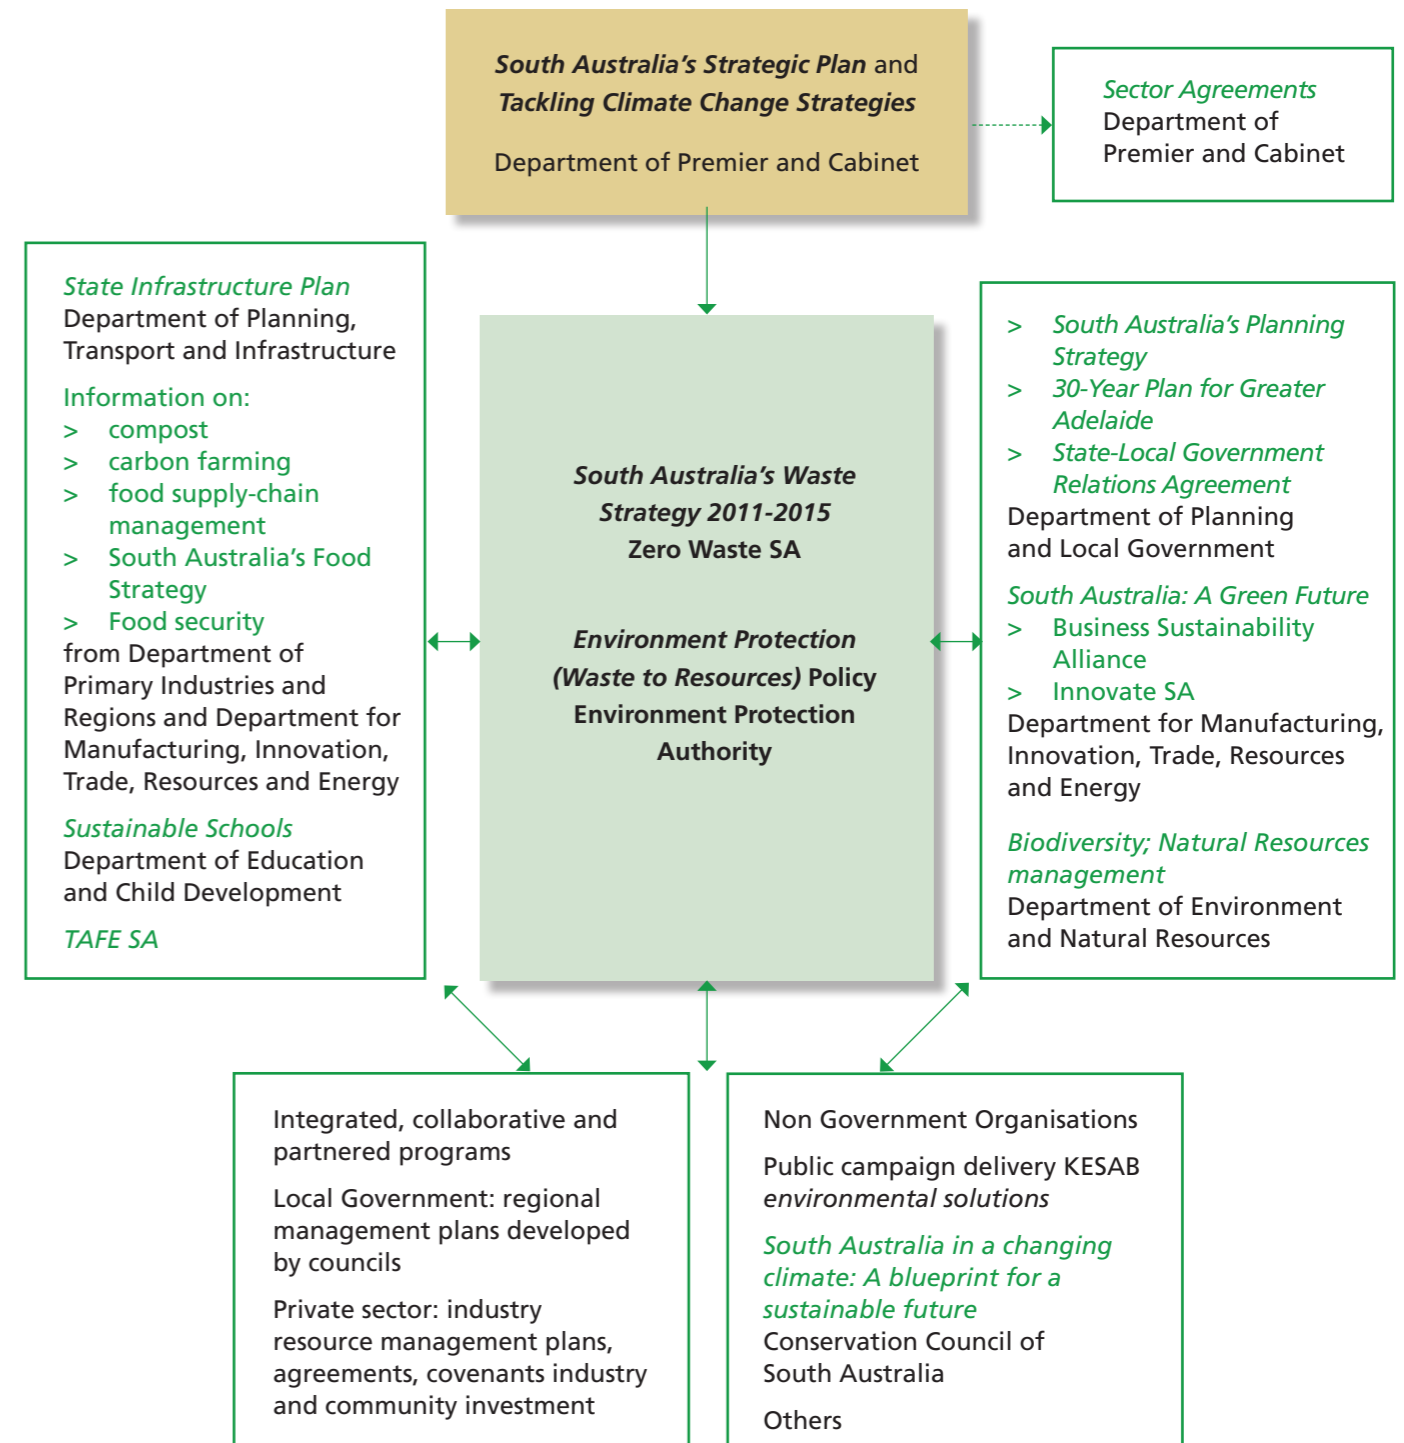 South Australia's Strategic Plan and
Tackling Climate Change Strategies
Department of Premier and Cabinet
Sector Agreements
Department of
Premier and Cabinet
State Infrastructure Plan
Department of Planning,
Transport and Infrastructure
Information on:
> compost
> carbon farming
> food supply-chain
management
> South Australia's Food
Strategy
> Food security
from Department of
Primary Industries and
Regions and Department for
Manufacturing, Innovation,
Trade, Resources and Energy
Sustainable Schools
Department of Education
and Child Development
TAFE SA
South Australia's Waste
Strategy 2011-2015
Zero Waste SA
Environment Protection
(Waste to Resources) Policy
Environment Protection
Authority
> South Australia's Planning
Strategy
> 30-Year Plan for Greater
Adelaide
> State-Local Government
Relations Agreement
Department of Planning
and Local Government
South Australia: A Green Future
> Business Sustainability
Alliance
> Innovate SA
Department for Manufacturing,
Innovation, Trade, Resources
and Energy
Biodiversity; Natural Resources
management
Department of Environment
and Natural Resources
Integrated, collaborative and
partnered programs
Local Government: regional
management plans developed
by councils
Private sector: industry
resource management plans,
agreements, covenants industry
and community investment
Non Government Organisations
Public campaign delivery KESAB
environmental solutions
South Australia in a changing
climate: A blueprint for a
sustainable future
Conservation Council of
South Australia
Others